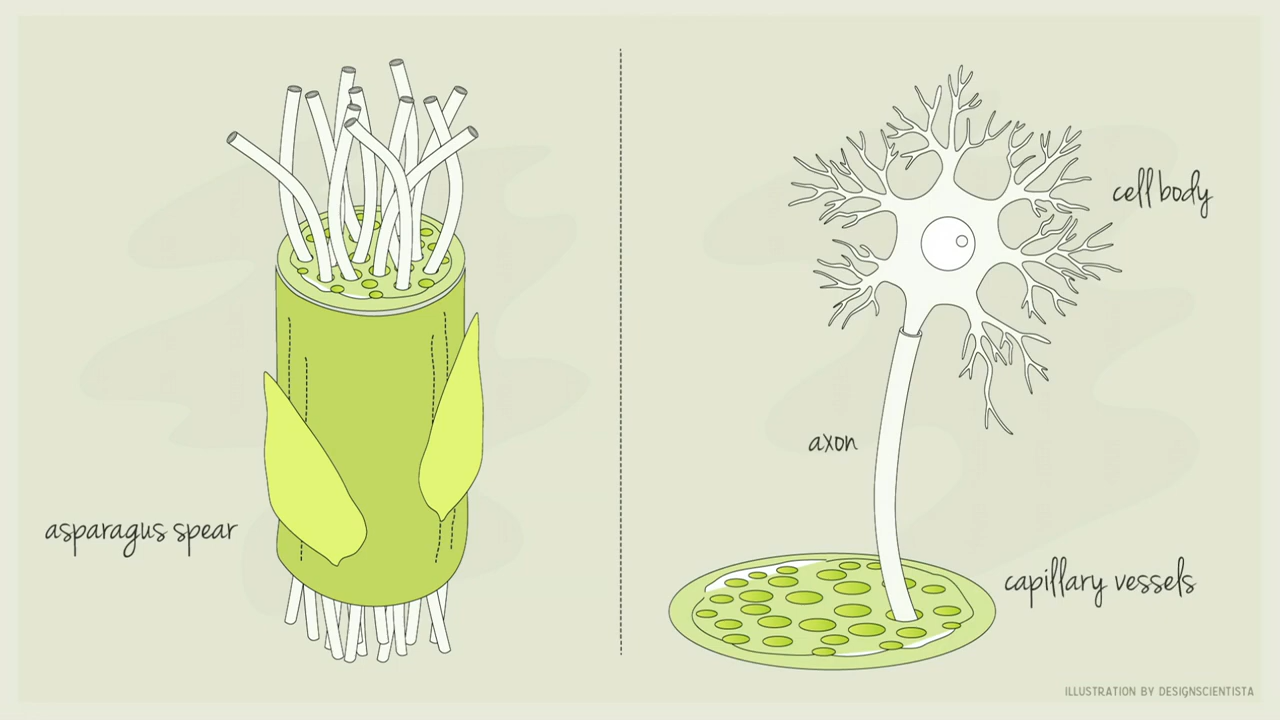 asparagus spear
cell body
axon
capillary vessels
ILLUSTRATION BY DESIGNSCIENTISTA